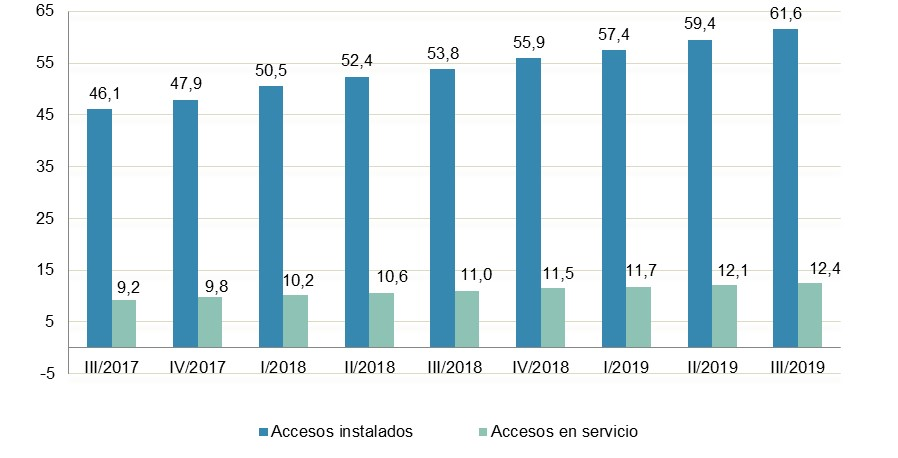 65
55
45
35
25
15
5
-5
46,1
47,9
50,5
52,4
53,8
55,9
57,4
59,4
61,6
9,2
9,8
10,2
10,6
11,0
11,5
11,7
12,1
12,4
III/2017
IV/2017
I/2018
II/2018
III/2018
IV/2018
I/2019
II/2019
III/2019
Accesos instalados
Accesos en servicio